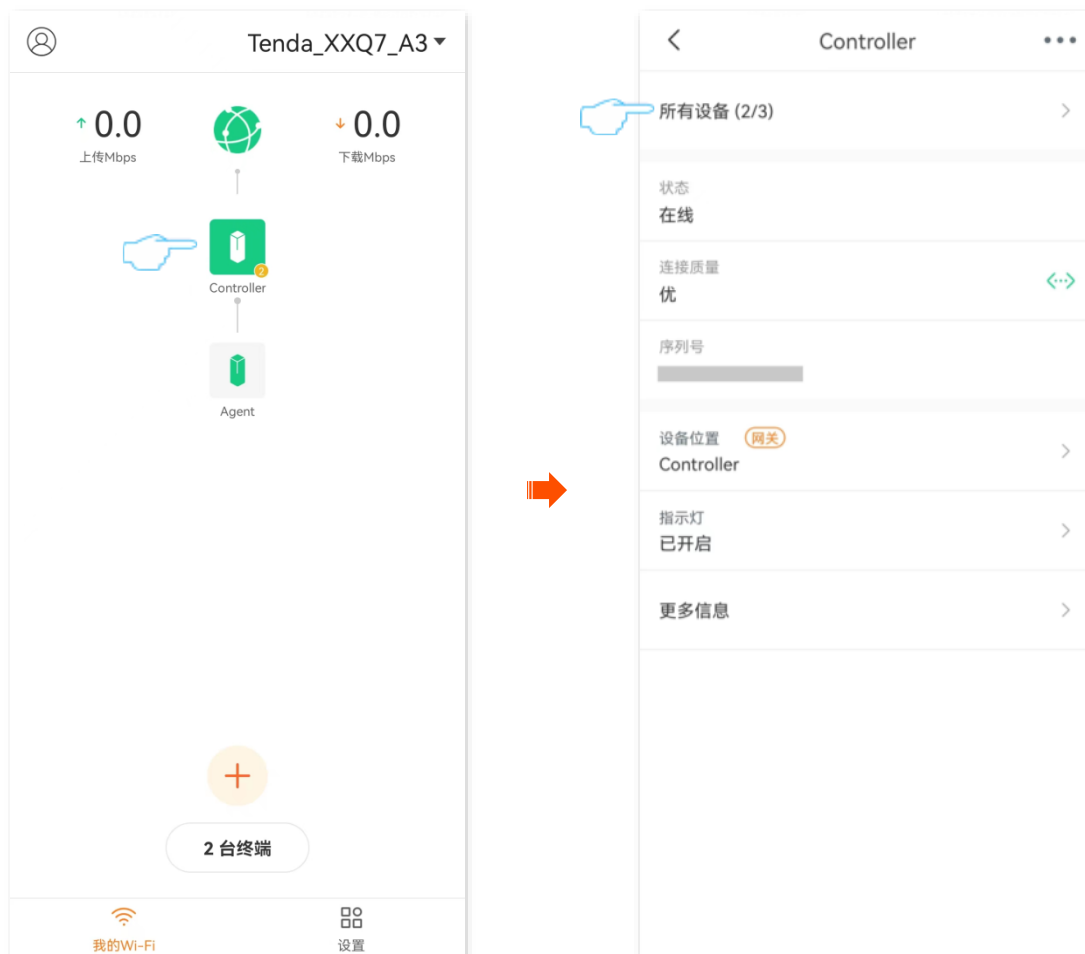 Tenda_XXQ7_A3
↑ 0.0
上传Mbps
↓ 0.0
下载Mbps
2
Controller
Agent
2 台终端
我的Wi-Fi
设置
Controller
所有设备 (2/3)
状态
在线
连接质量
优
序列号
设备位置 网关
Controller
指示灯
已开启
更多信息